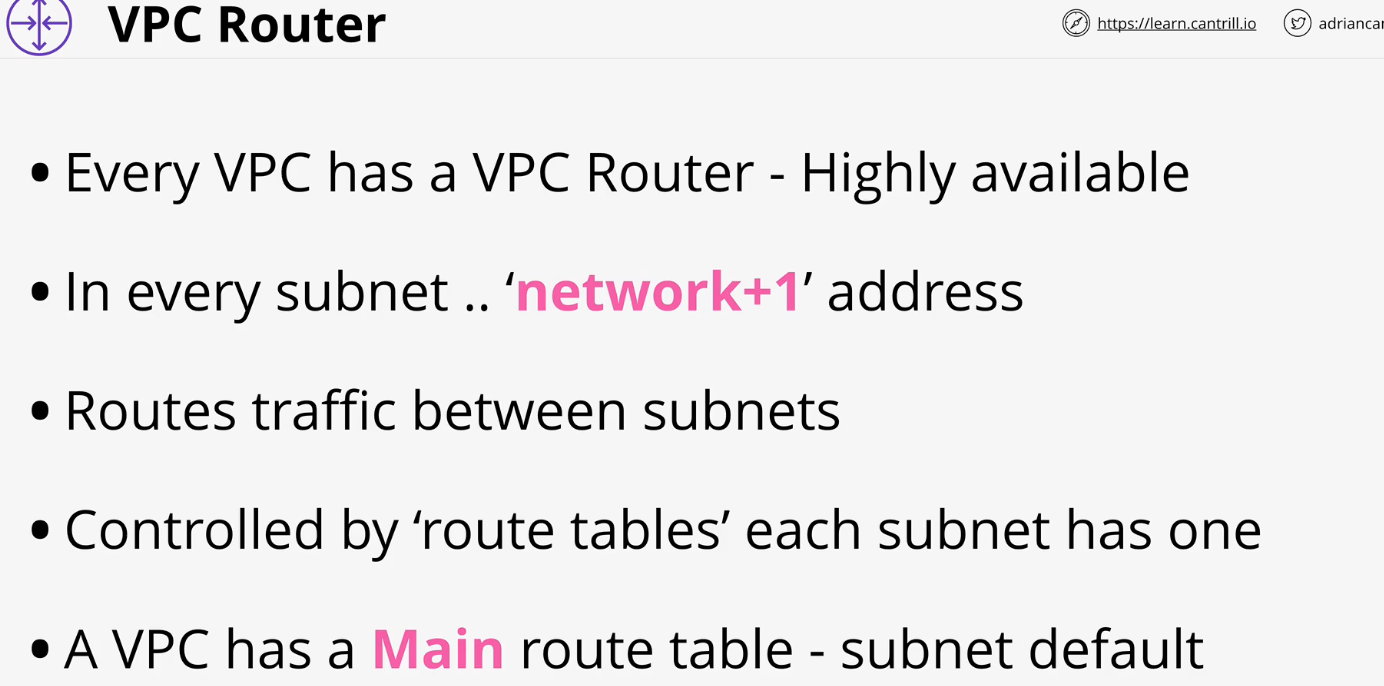 VPC Router
https://learn.cantrill.io
• Every VPC has a VPC Router - Highly available
• In every subnet .. ‘network+1’ address
• Routes traffic between subnets
• Controlled by ‘route tables’ each subnet has one
• A VPC has a Main route table - subnet default